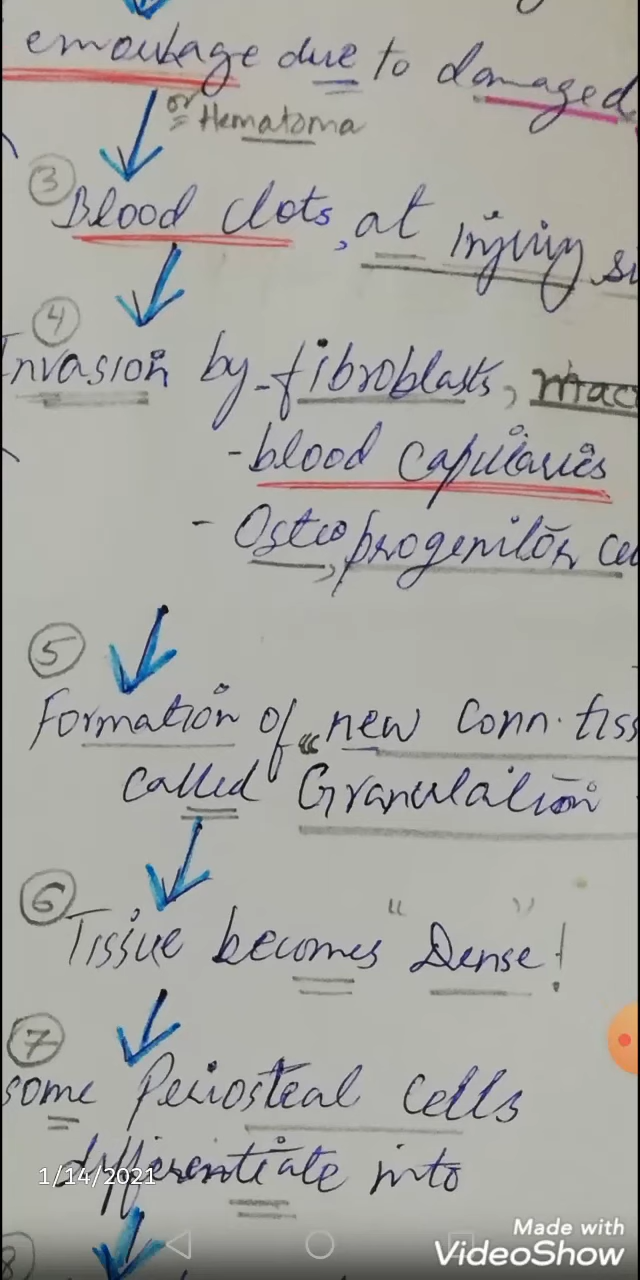 emorrhage due to damaged
or Hematoma
③ Blood clots, at injury
④
Invasion by - fibroblasts,
- blood capillaries
- Osteoprogenitor
⑤
Formation of "new conn. tiss
called Granulation
⑥ Tissue becomes "Dense"!
⑦
some Periosteal cells
differentiate into
1/14/2021
8
Made with
VideoShow